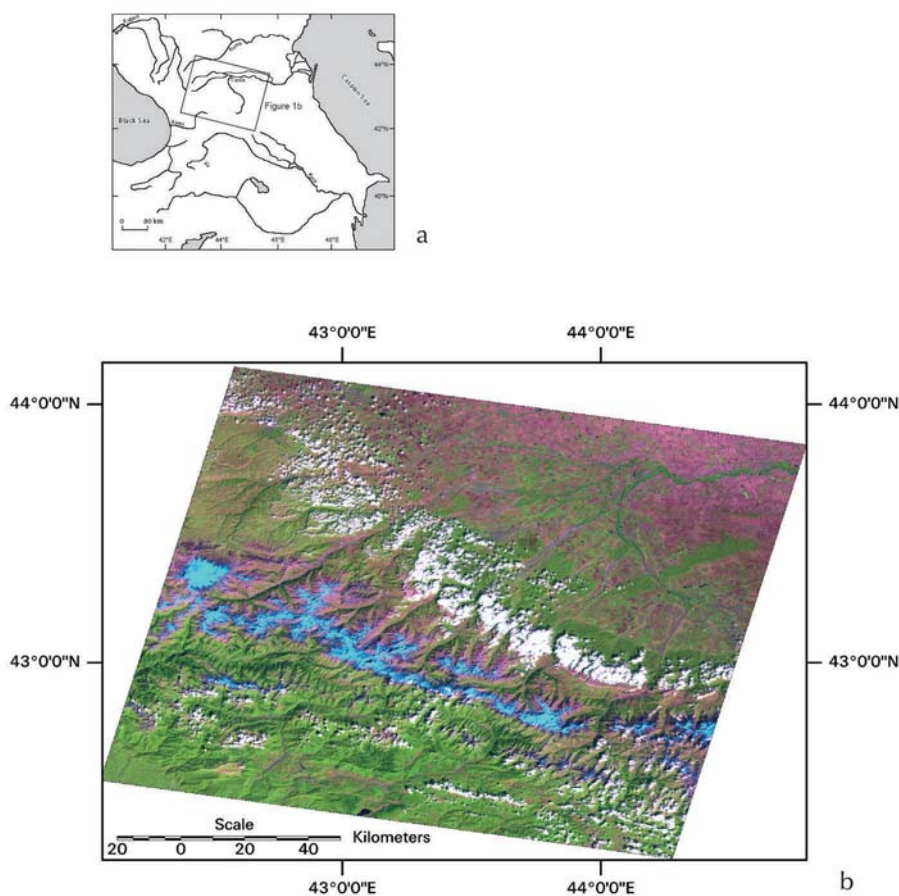 44°N
Figure 1b
Caspian Sea
Black Sea
42°N
40°N
0 80 km
42°E 44°E 46°E 48°E
a
43°0'0"E 44°0'0"E
44°0'0"N 44°0'0"N
43°0'0"N 43°0'0"N
Scale
20 0 20 40 Kilometers
43°0'0"E 44°0'0"E
b